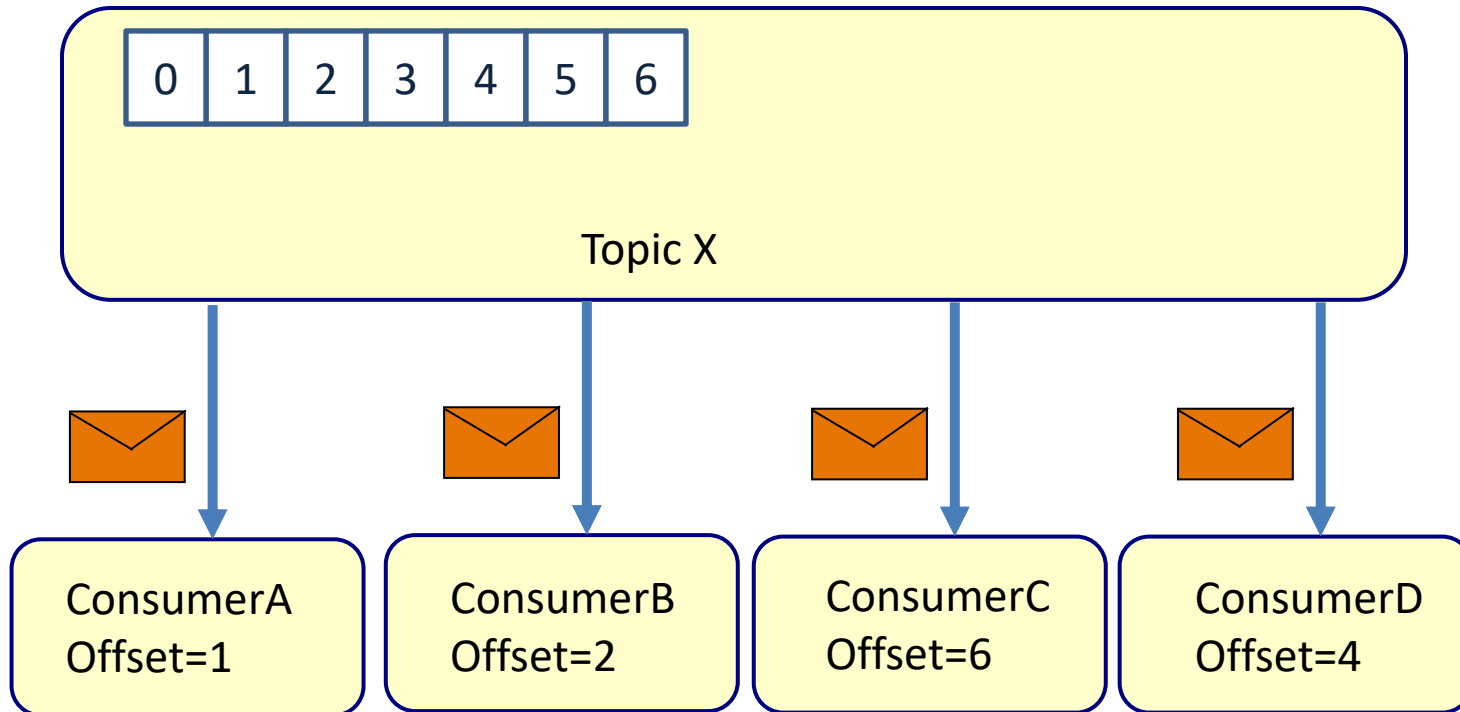 0 1 2 3 4 5 6
Topic X
ConsumerA
Offset=1
ConsumerB
Offset=2
ConsumerC
Offset=6
ConsumerD
Offset=4